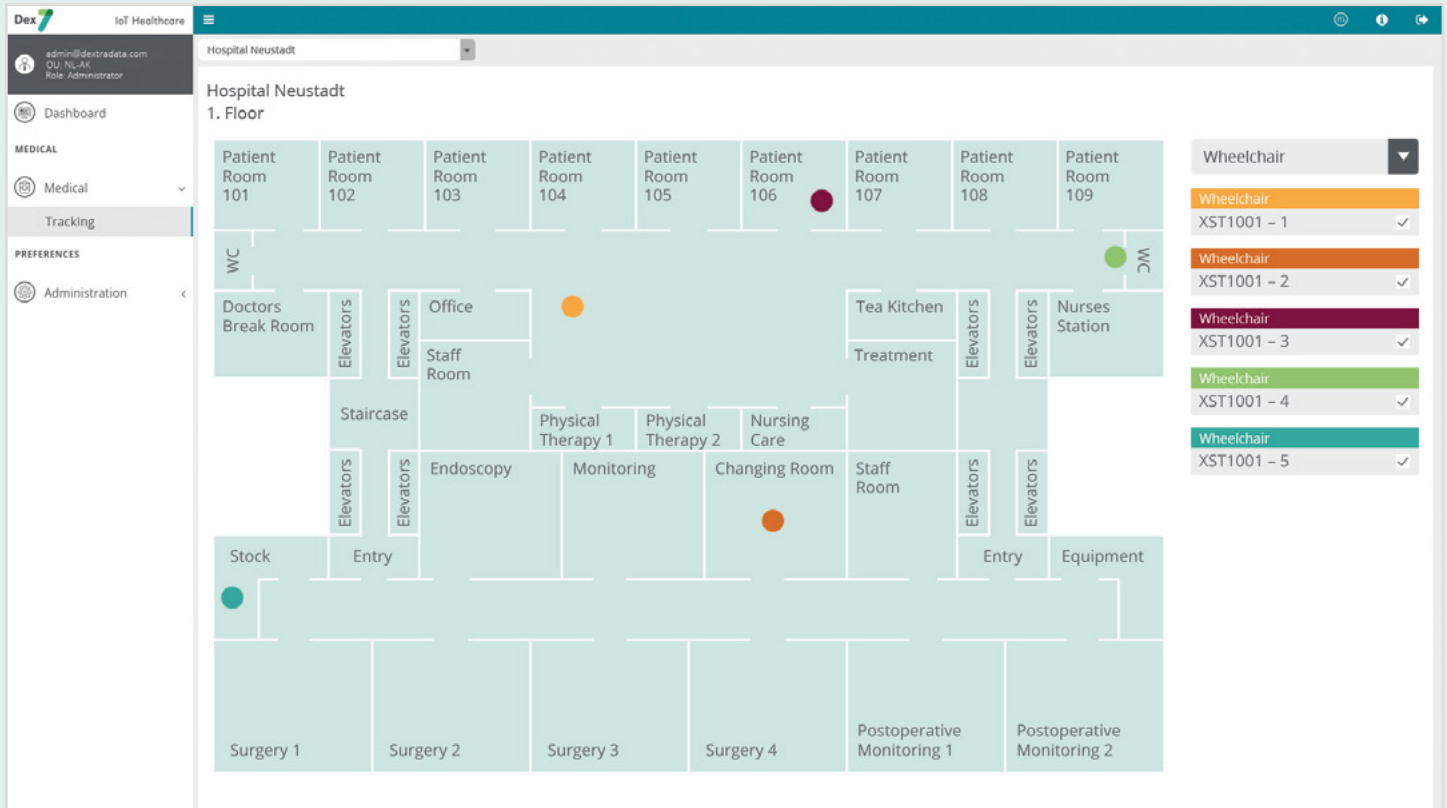 Dex7 IoT Healthcare
admin@dextradata.com
OU: NL-AK
Role: Administrator
Dashboard
MEDICAL
Medical
Tracking
PREFERENCES
Administration
Hospital Neustadt
Hospital Neustadt
1. Floor
Patient
Room
101
Patient
Room
102
Patient
Room
103
Patient
Room
104
Patient
Room
105
Patient
Room
106
Patient
Room
107
Patient
Room
108
Patient
Room
109
WC
WC
Doctors
Break Room
Elevators
Elevators
Office
Staff
Room
Tea Kitchen
Treatment
Elevators
Elevators
Nurses
Station
Staircase
Physical
Therapy 1
Physical
Therapy 2
Nursing
Care
Elevators
Elevators
Endoscopy
Monitoring
Changing Room
Staff
Room
Elevators
Elevators
Stock
Entry
Entry
Equipment
Surgery 1
Surgery 2
Surgery 3
Surgery 4
Postoperative
Monitoring 1
Postoperative
Monitoring 2
Wheelchair
Wheelchair
XST1001 – 1
Wheelchair
XST1001 – 2
Wheelchair
XST1001 – 3
Wheelchair
XST1001 – 4
Wheelchair
XST1001 – 5